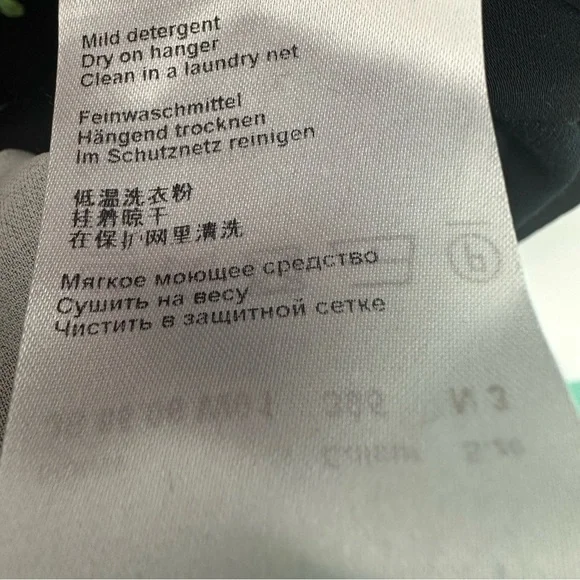 Mild detergent
Dry on hanger
Clean in a laundry net
Feinwaschmittel
Hängend trocknen
Im Schutznetz reinigen
低温洗衣粉
挂着晾干
在保护网里清洗
Мягкое моющее средство
Сушить на весу
Чистить в защитной сетке